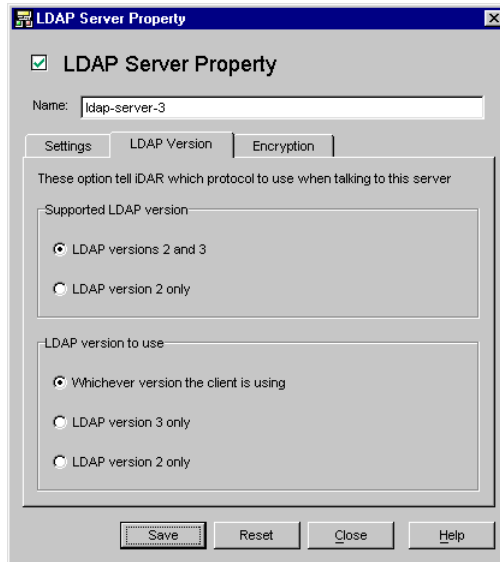 LDAP Server Property
LDAP Server Property
Name: ldap-server-3
Settings LDAP Version Encryption
These option tell iDAR which protocol to use when talking to this server
Supported LDAP version
LDAP versions 2 and 3
LDAP version 2 only
LDAP version to use
Whichever version the client is using
LDAP version 3 only
LDAP version 2 only
Save Reset Close Help